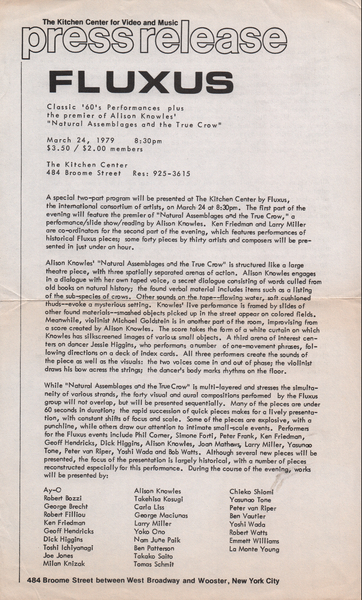 The Kitchen Center for Video and Music
press release
FLUXUS
Classic '60's Performances plus
the premier of Alison Knowles'
"Natural Assemblages and the True Crow"
March 24, 1979 8:30pm
$3.50 / $2.00 members
The Kitchen Center
484 Broome Street Res: 925-3615
A special two-part program will be presented at The Kitchen Center by Fluxus,
the international consortium of artists, on March 24 at 8:30pm. The first part of the
evening will feature the premier of "Natural Assemblages and the True Crow," a
performance/slide show/reading by Alison Knowles. Ken Friedman and Larry Miller
are co-ordinators for the second part of the evening, which features performances of
historical Fluxus pieces; some forty pieces by thirty artists and composers will be pre-
sented in just under an hour.
Alison Knowles' "Natural Assemblages and the True Crow" is structured like a large
theatre piece, with three spatially separated arenas of action. Alison Knowles engages
in a dialogue with her own taped voice, a secret dialogue consisting of words culled from
old books on natural history: the found verbal material includes items such as a listing
of the sub-species of crows. Other sounds on the tape--flowing water, soft cushioned
thuds--evoke a mysterious setting. Knowles' live performance is framed by slides of
other found materials--smashed objects picked up in the street appear on colored fields.
Meanwhile, violinist Michael Goldstein is in another part of the room, improvising from
a score created by Alison Knowles. The score takes the form of a white curtain on which
Knowles has silkscreened images of various small objects. A third arena of interest cen-
ters on dancer Jessie Higgins, who performs a number of one-movement phrases, fol-
lowing directions on a deck of index cards. All three performers create the sounds of
the piece as well as the visuals: the two voices come in and out of phase; the violinist
draws his bow across the strings; the dancer's body marks rhythms on the floor.
While "Natural Assemblages and the True Crow" is multi-layered and stresses the simulta-
neity of various strands, the forty visual and aural compositions performed by the Fluxus
group will not overlap, but will be presented sequentially. Many of the pieces are under
60 seconds in duration; the rapid succession of quick pieces makes for a lively presenta-
tion, with constant shifts of focus and scale. Some of the pieces are explosive, with a
punchline, while others draw our attention to intimate small-scale events. Performers
for the Fluxus events include Phil Corner, Simone Forti, Peter Frank, Ken Friedman,
Geoff Hendricks, Dick Higgins, Alison Knowles, Joan Mathews, Larry Miller, Yasunao
Tone, Peter van Riper, Yoshi Wada and Bob Watts. Although several new pieces will be
presented, the focus of the presentation is largely historical, with a number of pieces
reconstructed especially for this performance. During the course of the evening, works
will be presented by:
Ay-O Alison Knowles Chieko Shiomi
Robert Bozzi Takehisa Kosugi Yasunao Tone
George Brecht Carla Liss Peter van Riper
Robert Filliou George Maciunas Ben Vautier
Ken Friedman Larry Miller Yoshi Wada
Geoff Hendricks Yoko Ono Robert Watts
Dick Higgins Nam June Paik Emmett Williams
Toshi Ichiyanagi Ben Patterson La Monte Young
Joe Jones Takako Saito
Milan Knizak Tomas Schmit
484 Broome Street between West Broadway and Wooster, New York City